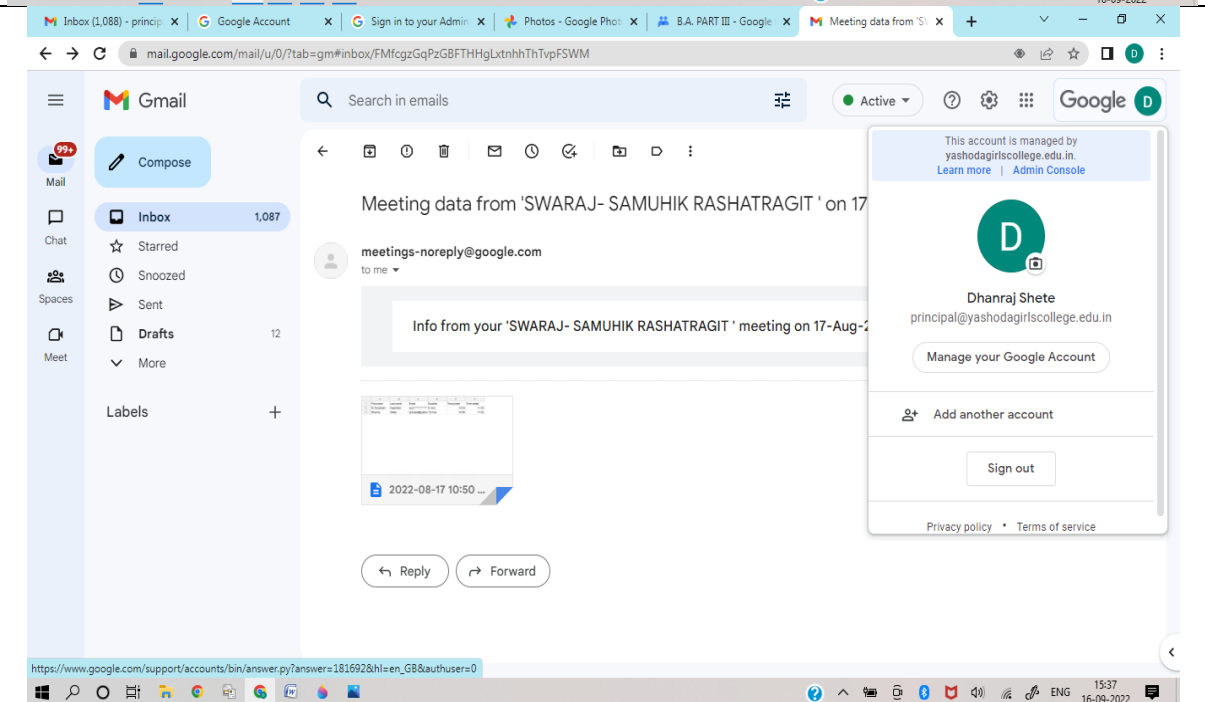 16-09-2022
Inbox (1,088) - princip
Google Account
Sign in to your Admin
Photos - Google Phot
B.A. PART III - Google
Meeting data from 'S
mail.google.com/mail/u/0/?tab=gm#inbox/FMfcgzGqPzGBFTHHgLxtnhhThTvpFSWM
D
Gmail
Search in emails
Active
Google D
99+
Mail
Chat
Spaces
Meet
Compose
Inbox 1,087
Starred
Snoozed
Sent
Drafts 12
More
Labels
Meeting data from 'SWARAJ- SAMUHIK RASHATRAGIT ' on 17
meetings-noreply@google.com
to me
Info from your 'SWARAJ- SAMUHIK RASHATRAGIT ' meeting on 17-Aug-2
2022-08-17 10:50 ...
Reply
Forward
This account is managed by
yashodagirlscollege.edu.in.
Learn more | Admin Console
D
Dhanraj Shete
principal@yashodagirlscollege.edu.in
Manage your Google Account
Add another account
Sign out
Privacy policy • Terms of service
https://www.google.com/support/accounts/bin/answer.py?answer=181692&hl=en_GB&authuser=0
ENG
15:37
16-09-2022